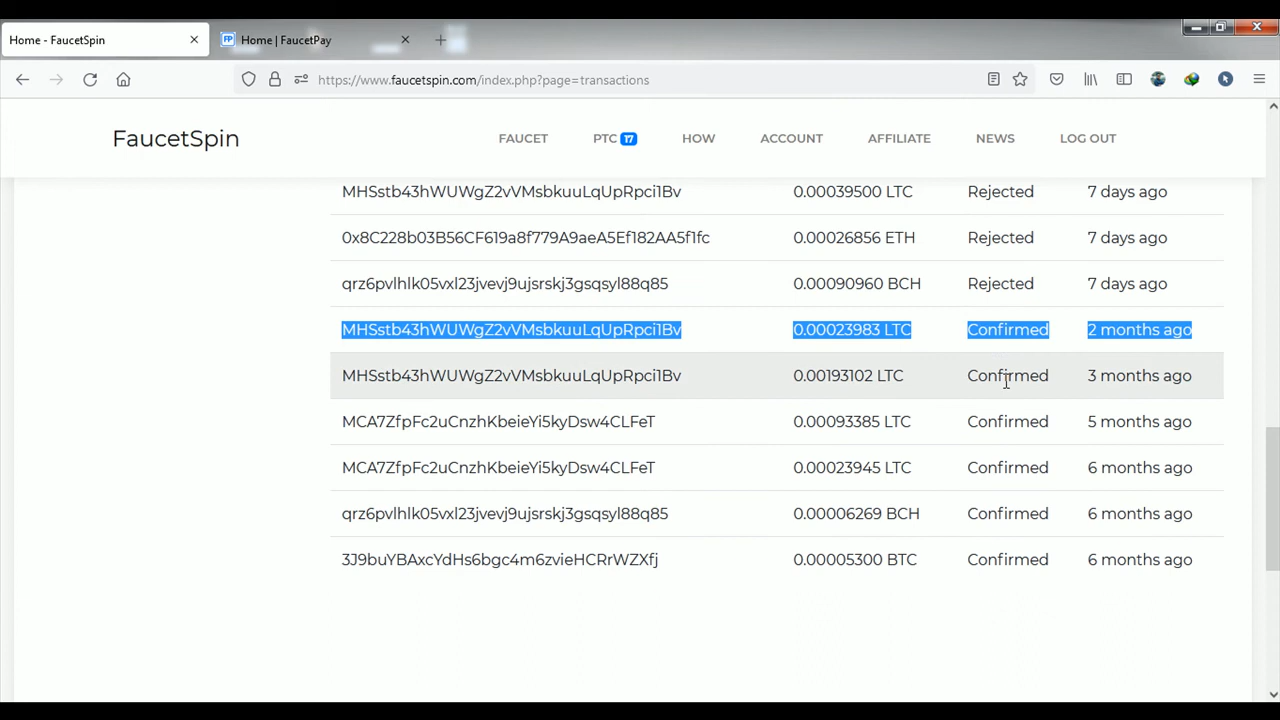 Home - FaucetSpin
FP Home | FaucetPay
https://www.faucetspin.com/index.php?page=transactions
FaucetSpin FAUCET PTC 17 HOW ACCOUNT AFFILIATE NEWS LOG OUT
MHSstb43hWUWgZ2vVMsbkuuLqUpRpci1Bv 0.00039500 LTC Rejected 7 days ago
0x8C228b03B56CF619a8f779A9aeA5Ef182AA5f1fc 0.00026856 ETH Rejected 7 days ago
qrz6pvlhlk05vxl23jvevj9ujsrskj3gsqsyl88q85 0.00090960 BCH Rejected 7 days ago
MHSstb43hWUWgZ2vVMsbkuuLqUpRpci1Bv 0.00023983 LTC Confirmed 2 months ago
MHSstb43hWUWgZ2vVMsbkuuLqUpRpci1Bv 0.00193102 LTC Confirmed 3 months ago
MCA7ZfpFc2uCnzhKbeieYi5kyDsw4CLFeT 0.00093385 LTC Confirmed 5 months ago
MCA7ZfpFc2uCnzhKbeieYi5kyDsw4CLFeT 0.00023945 LTC Confirmed 6 months ago
qrz6pvlhlk05vxl23jvevj9ujsrskj3gsqsyl88q85 0.00006269 BCH Confirmed 6 months ago
3J9buYBAxcYdHs6bgc4m6zvieHCRrWZXfj 0.00005300 BTC Confirmed 6 months ago